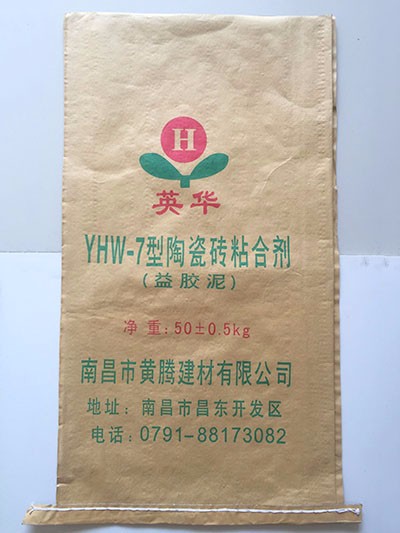 H
英华
YHW-7型陶瓷砖粘合剂
(益胶泥)
净 重:50±0.5kg
南昌市黄腾建材有限公司
地址: 南昌市昌东开发区
电话: 0791-88173082